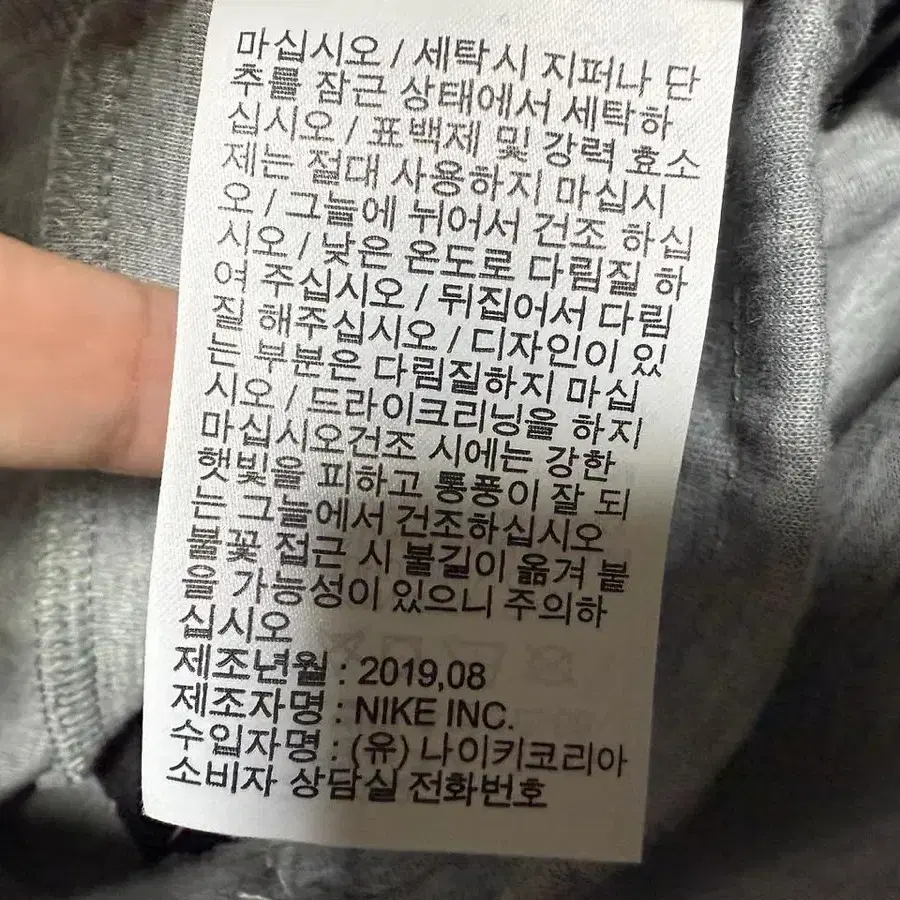 마십시오 / 세탁시 지퍼나 단
추를 잠근 상태에서 세탁하
십시오 / 표백제 및 강력 효소
제는 절대 사용하지 마십시
오 / 그늘에 뉘어서 건조 하십
시오 / 낮은 온도로 다림질 하
여 주십시오 / 뒤집어서 다림
질 해주십시오 / 디자인이 있
는 부분은 다림질하지 마십
시오 / 드라이크리닝을 하지
마십시오건조 시에는 강한
햇빛을 피하고 통풍이 잘 되
는 그늘에서 건조하십시오
불꽃 접근 시 불길이 옮겨 붙
을 가능성이 있으니 주의하
십시오
제조년월 : 2019,08
제조자명 : NIKE INC.
수입자명 : (유) 나이키코리아
소비자 상담실 전화번호